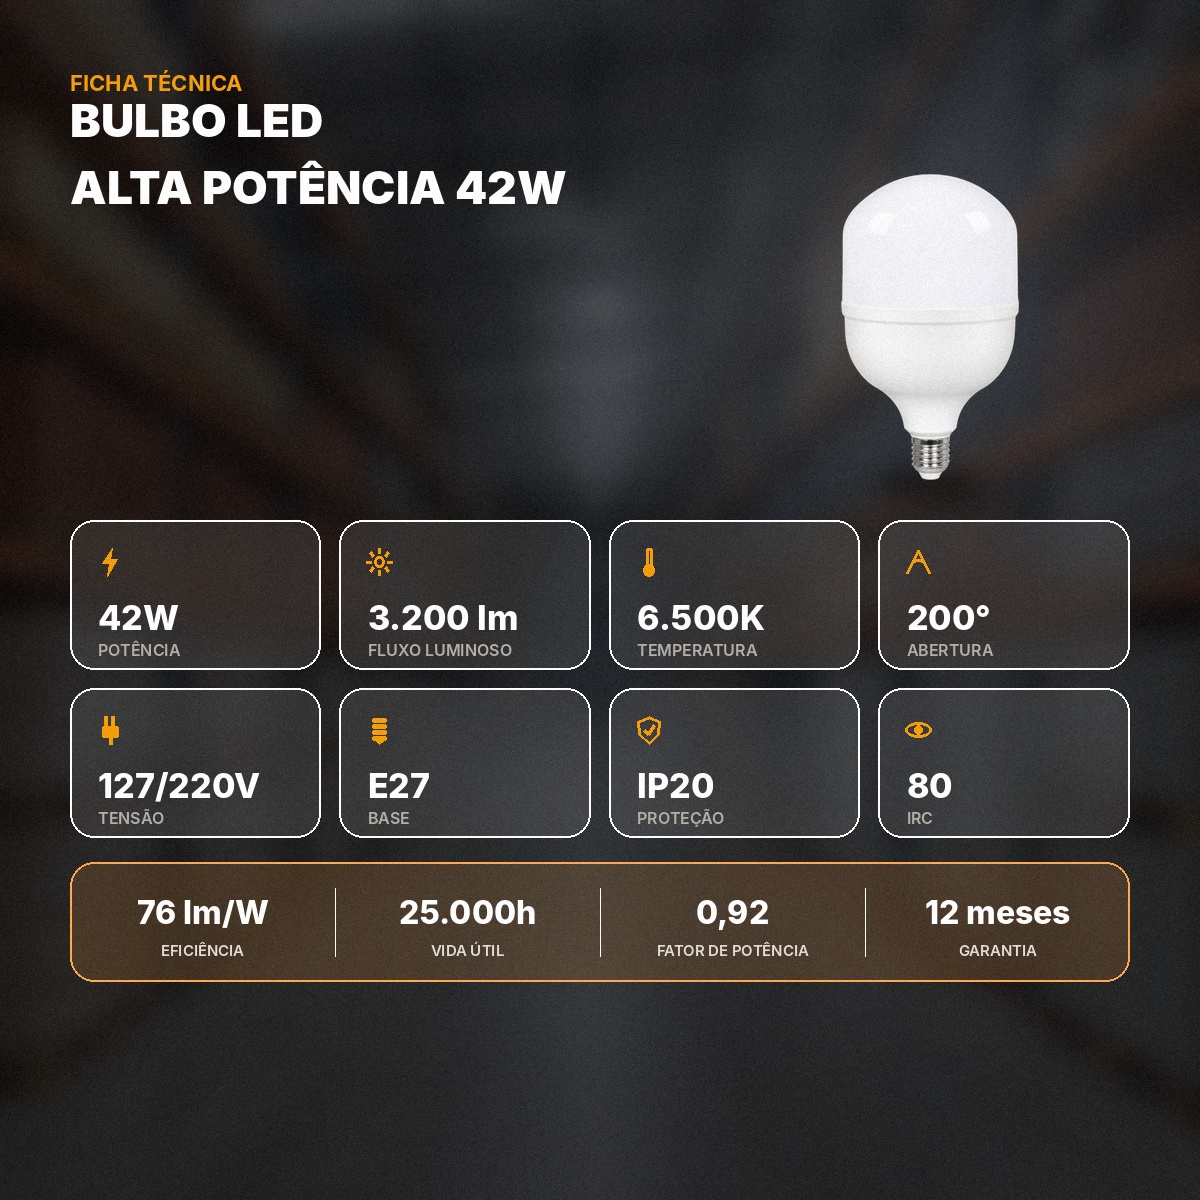 FICHA TÉCNICA
BULBO LED
ALTA POTÊNCIA 42W
42W
POTÊNCIA
3.200 lm
FLUXO LUMINOSO
6.500K
TEMPERATURA
200°
ABERTURA
127/220V
TENSÃO
E27
BASE
IP20
PROTEÇÃO
80
IRC
76 lm/W
EFICIÊNCIA
25.000h
VIDA ÚTIL
0,92
FATOR DE POTÊNCIA
12 meses
GARANTIA